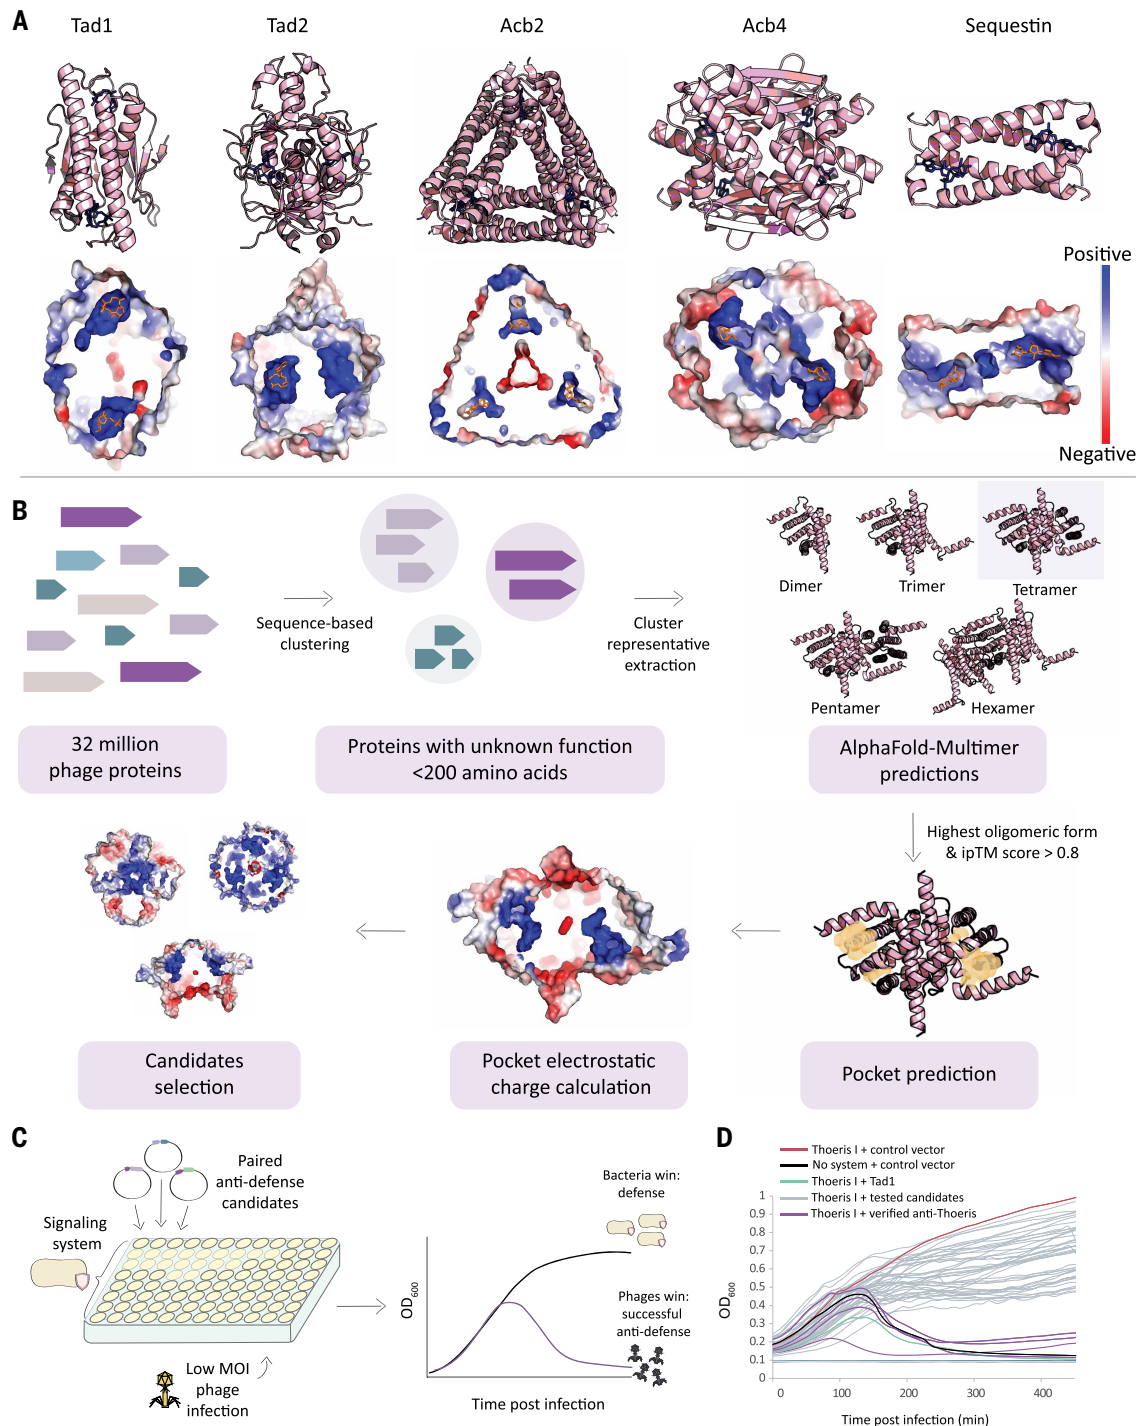 A
Tad1
Tad2
Acb2
Acb4
Sequestin
Positive
Negative
B
Sequence-based
clustering
Cluster
representative
extraction
Dimer
Trimer
Tetramer
Pentamer
Hexamer
32 million
phage proteins
Proteins with unknown function
<200 amino acids
AlphaFold-Multimer
predictions
Highest oligomeric form
& ipTM score > 0.8
Candidates
selection
Pocket electrostatic
charge calculation
Pocket prediction
C
Paired
anti-defense
candidates
Signaling
system
Low MOI
phage
infection
OD600
Time post infection
Bacteria win:
defense
Phages win:
successful
anti-defense
D
Thoeris I + control vector
No system + control vector
Thoeris I + Tad1
Thoeris I + tested candidates
Thoeris I + verified anti-Thoeris
1
0.9
0.8
0.7
0.6
0.5
0.4
0.3
0.2
0.1
0
OD600
0
100
200
300
400
Time post infection (min)